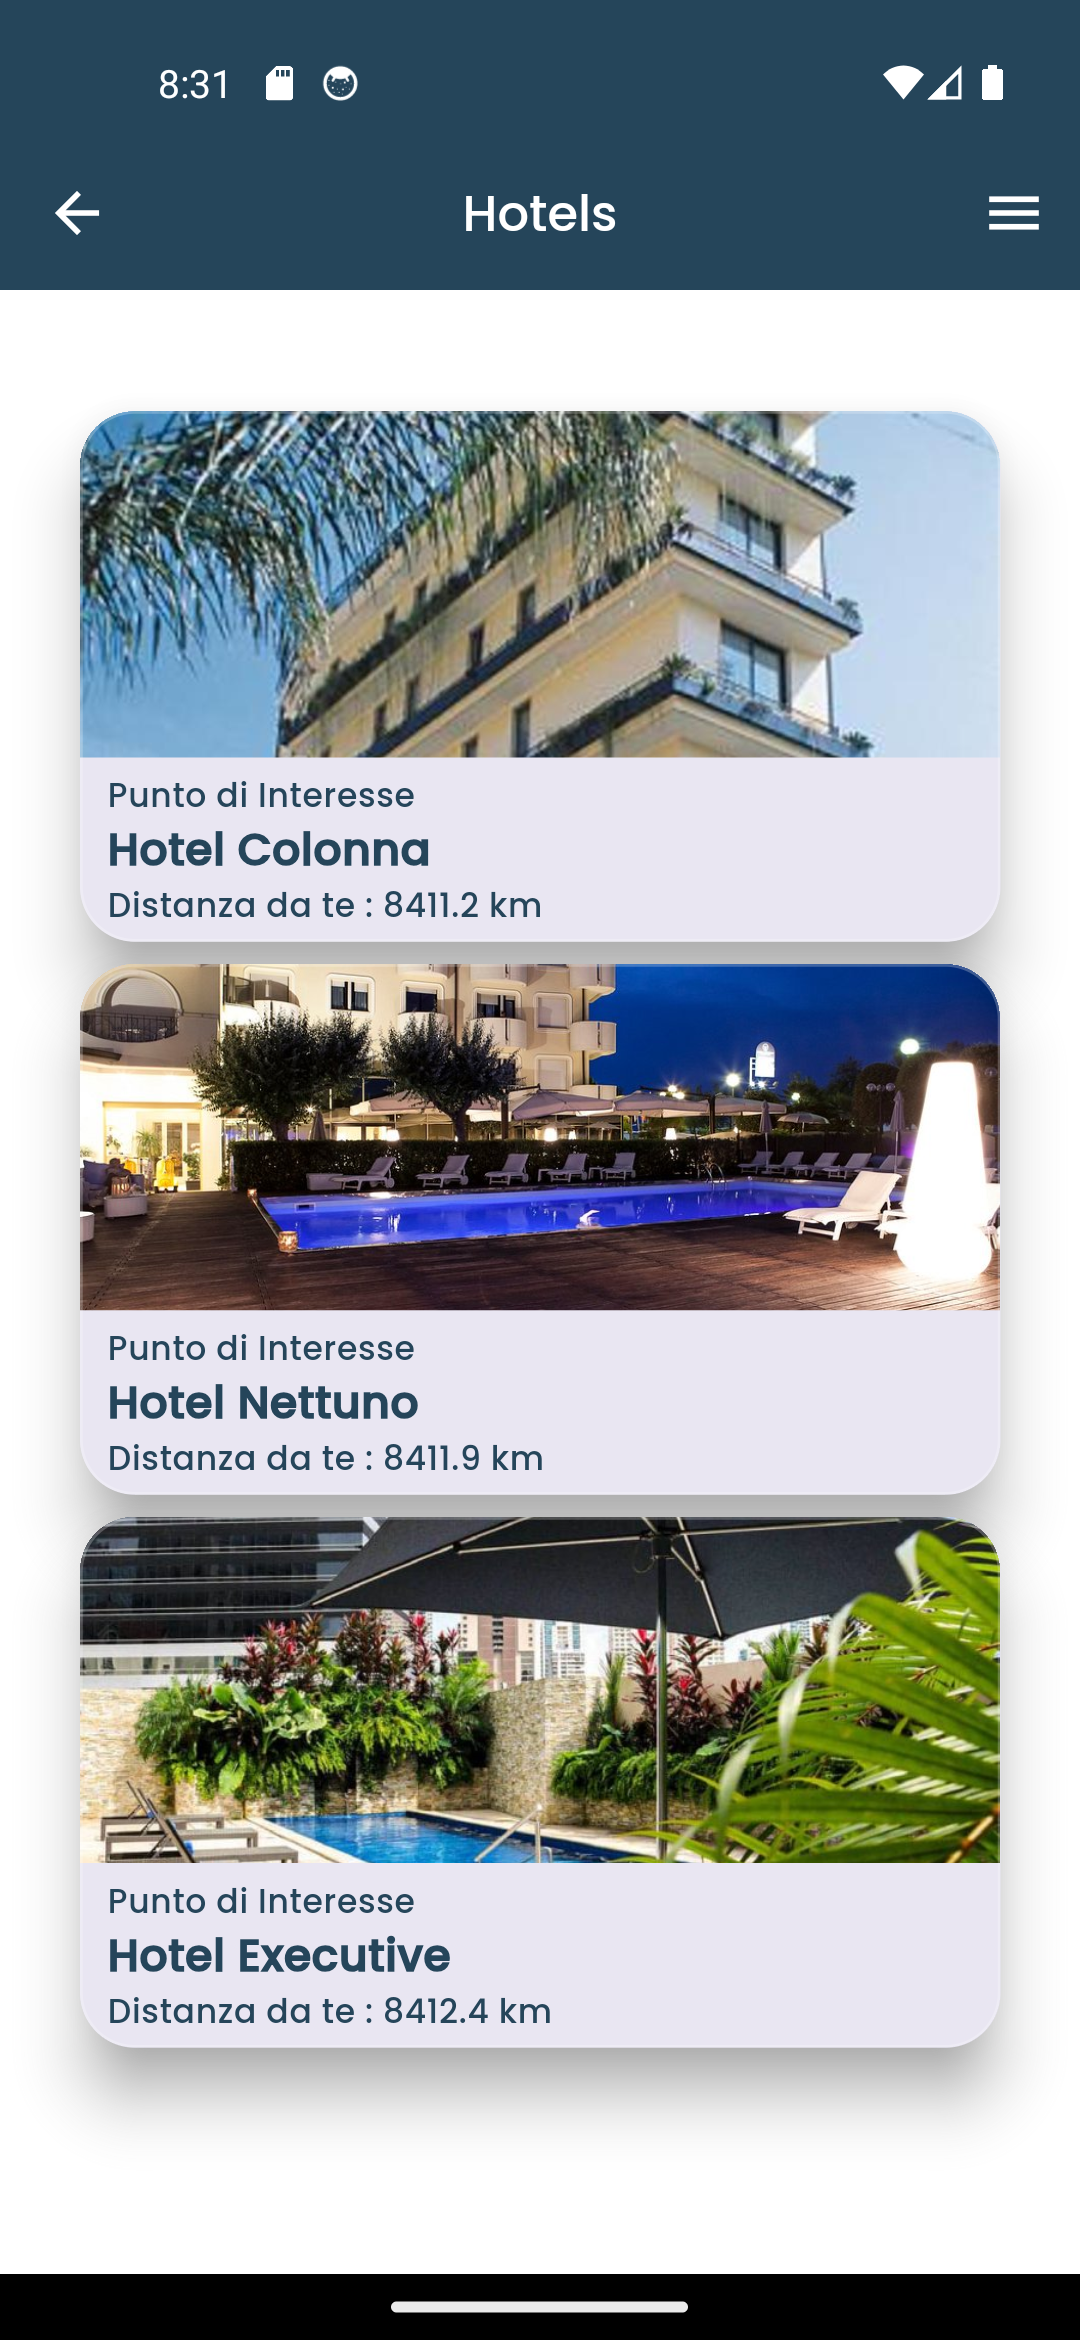 8:31
Hotels
Punto di Interesse
Hotel Colonna
Distanza da te : 8411.2 km
Punto di Interesse
Hotel Nettuno
Distanza da te : 8411.9 km
Punto di Interesse
Hotel Executive
Distanza da te : 8412.4 km